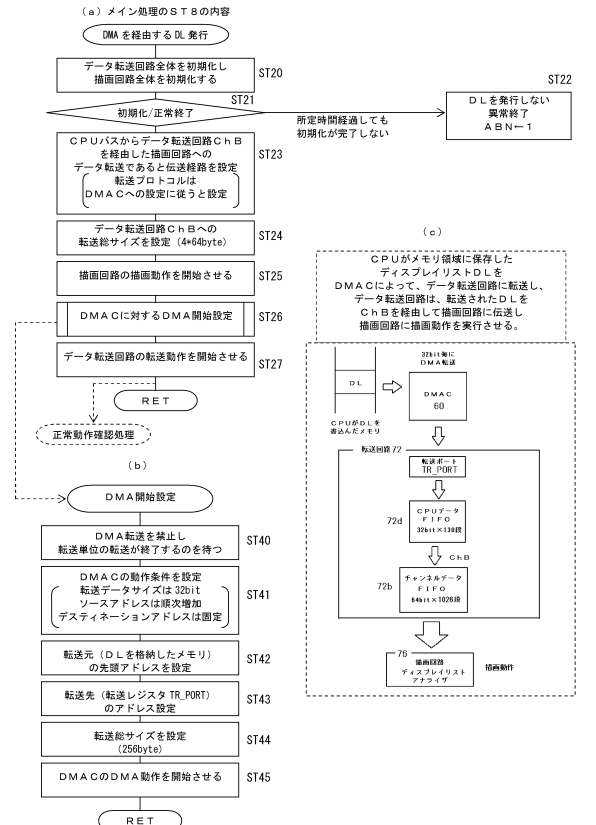 (a)メイン処理のST8の内容
DMAを経由するDL発行
データ転送回路全体を初期化し
描画回路全体を初期化する
ST20
ST21
初期化/正常終了
所定時間経過しても
初期化が完了しない
ST22
DLを発行しない
異常終了
ABN←1
CPUバスからデータ転送回路ChB
を経由した描画回路への
データ転送であると伝送経路を設定
転送プロトコルは
DMACへの設定に従うと設定
ST23
データ転送回路ChBへの
転送総サイズを設定(4*64byte)
ST24
描画回路の描画動作を開始させる
ST25
DMACに対するDMA開始設定
ST26
データ転送回路の転送動作を開始させる
ST27
RET
正常動作確認処理
(b)
DMA開始設定
DMA転送を禁止し
転送単位の転送が終了するのを待つ
ST40
DMACの動作条件を設定
転送データサイズは32bit
ソースアドレスは順次増加
デスティネーションアドレスは固定
ST41
転送元(DLを格納したメモリ)
の先頭アドレスを設定
ST42
転送先(転送レジスタTR_PORT)
のアドレス設定
ST43
転送総サイズを設定
(256byte)
ST44
DMACのDMA動作を開始させる
ST45
RET
(c)
CPUがメモリ領域に保存した
ディスプレイリストDLを
DMACによって、データ転送回路に転送し、
データ転送回路は、転送されたDLを
ChBを経由して描画回路に伝送し
描画回路に描画動作を実行させる。
32bit毎に
DMA転送
DL
DMAC
60
CPUがDLを
書込んだメモリ
転送回路72
転送ポート
TR_PORT
72d
CPUデータ
FIFO
32bit×130段
ChB
72b
チャンネルデータ
FIFO
64bit×1026段
76
描画回路
ディスプレイリスト
アナライザ
描画動作